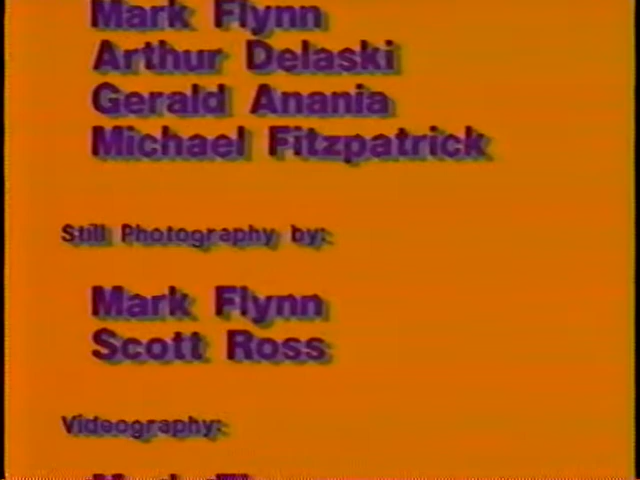 Mark Flynn
Arthur Delaski
Gerald Anania
Michael Fitzpatrick
Still Photography by:
Mark Flynn
Scott Ross
Videography: